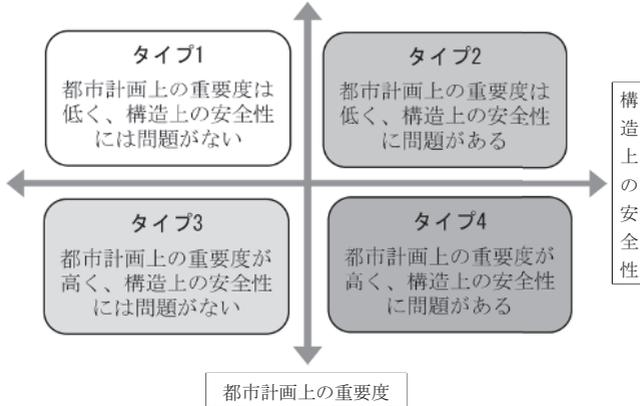 タイプ1
都市計画上の重要度は
低く、構造上の安全性
には問題がない
タイプ2
都市計画上の重要度は
低く、構造上の安全性
に問題がある
構造上の安全性
タイプ3
都市計画上の重要度が
高く、構造上の安全性
には問題がない
タイプ4
都市計画上の重要度が
高く、構造上の安全性
に問題がある
都市計画上の重要度